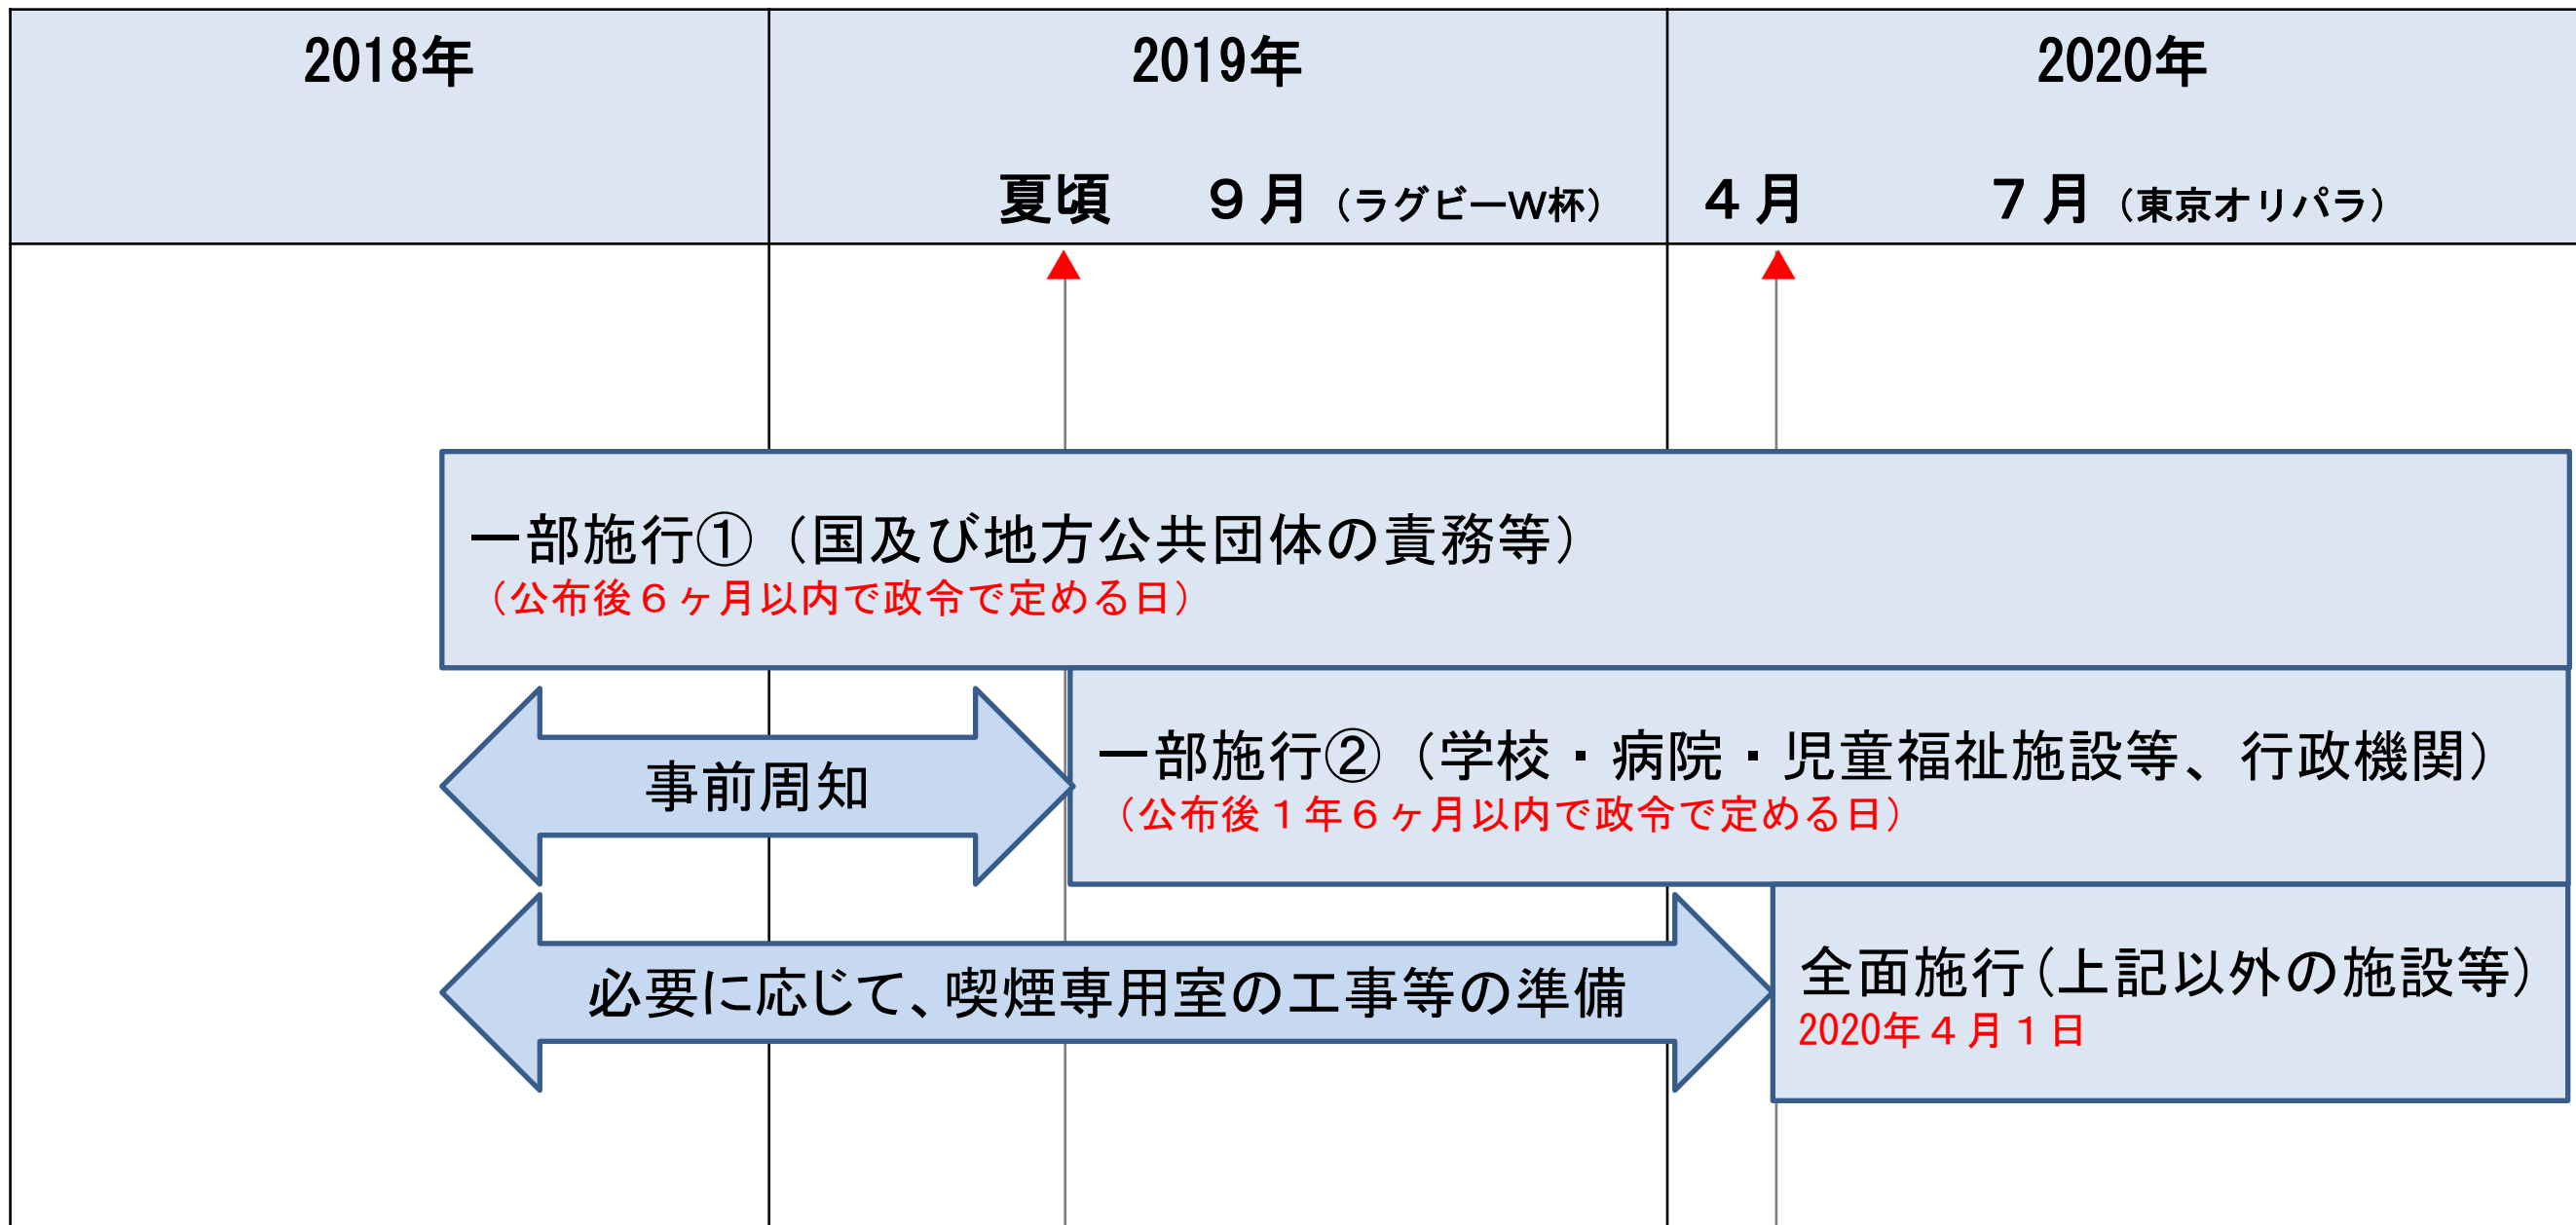 2018年
2019年
2020年
夏頃 9月（ラグビーW杯）
4月 7月（東京オリパラ）
一部施行①（国及び地方公共団体の責務等）
（公布後６ヶ月以内で政令で定める日）
事前周知
一部施行②（学校・病院・児童福祉施設等、行政機関）
（公布後１年６ヶ月以内で政令で定める日）
必要に応じて、喫煙専用室の工事等の準備
全面施行（上記以外の施設等）
2020年４月１日